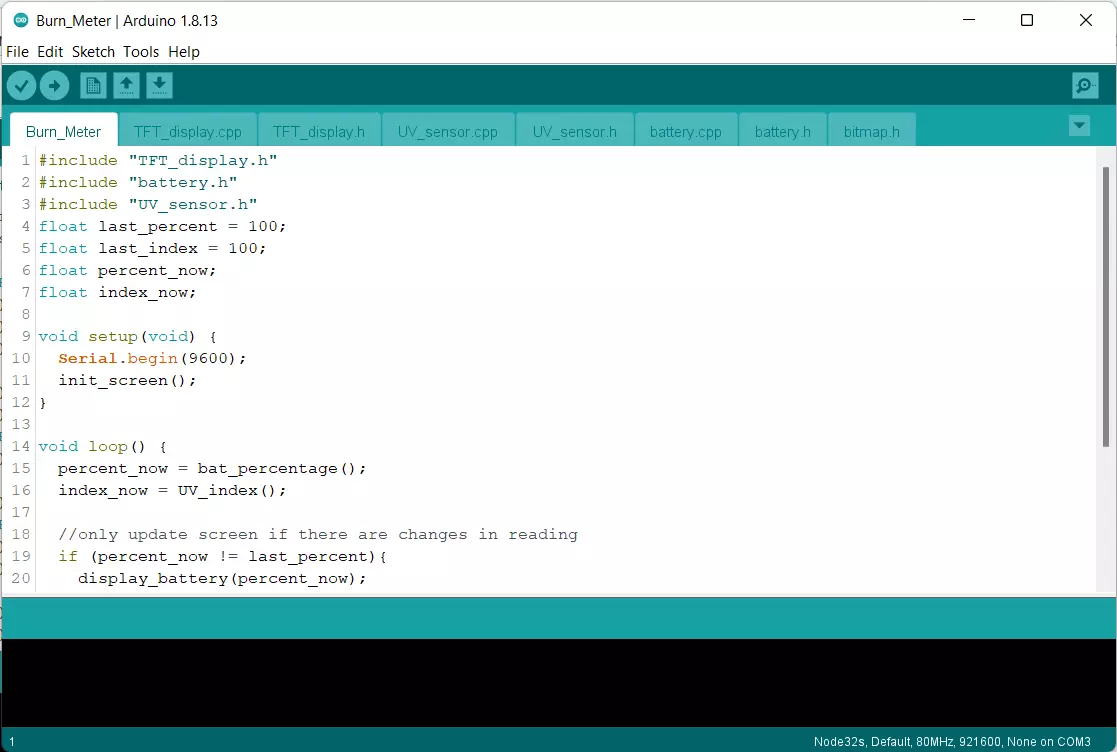 Burn_Meter | Arduino 1.8.13
File Edit Sketch Tools Help
Burn_Meter TFT_display.cpp TFT_display.h UV_sensor.cpp UV_sensor.h battery.cpp battery.h bitmap.h
1 #include "TFT_display.h"
2 #include "battery.h"
3 #include "UV_sensor.h"
4 float last_percent = 100;
5 float last_index = 100;
6 float percent_now;
7 float index_now;
8
9 void setup(void) {
10 Serial.begin(9600);
11 init_screen();
12 }
13
14 void loop() {
15 percent_now = bat_percentage();
16 index_now = UV_index();
17
18 //only update screen if there are changes in reading
19 if (percent_now != last_percent){
20 display_battery(percent_now);
1 Node32s, Default, 80MHz, 921600, None on COM3